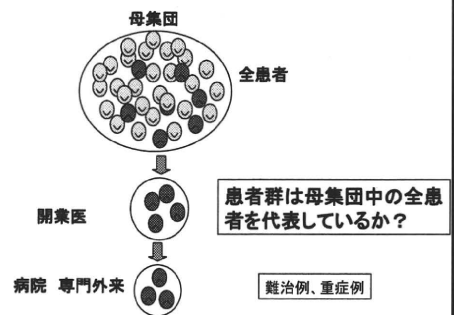 母集団
全患者
開業医
患者群は母集団中の全患
者を代表しているか？
病院 専門外来
難治例、重症例